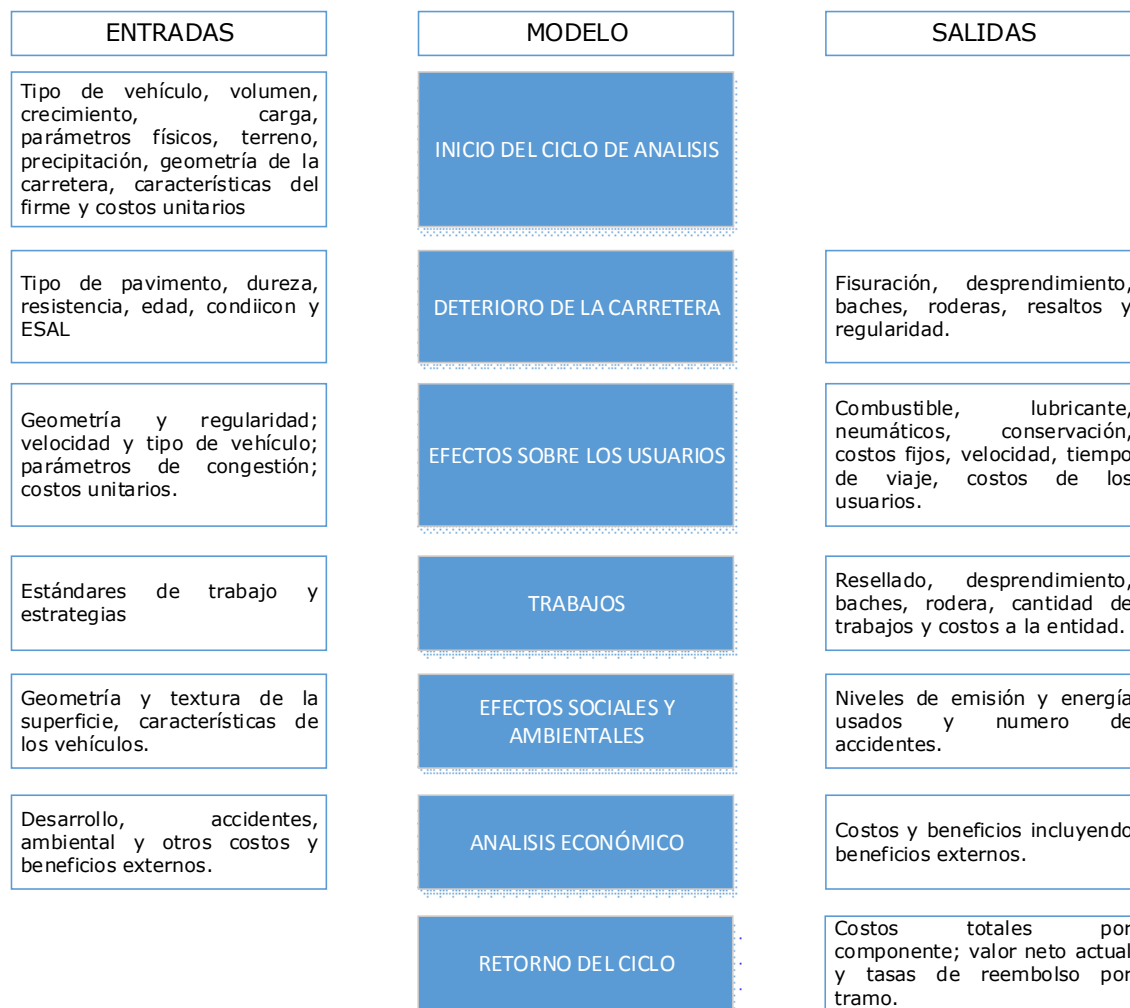 ENTRADAS
MODELO
SALIDAS
Tipo de vehículo, volumen,
crecimiento, carga,
parámetros físicos, terreno,
precipitación, geometría de la
carretera, características del
firme y costos unitarios
INICIO DEL CICLO DE ANALISIS
Tipo de pavimento, dureza,
resistencia, edad, condiicon y
ESAL
DETERIORO DE LA CARRETERA
Fisuración, desprendimiento,
baches, roderas, resaltos y
regularidad.
Geometría y regularidad;
velocidad y tipo de vehículo;
parámetros de congestión;
costos unitarios.
EFECTOS SOBRE LOS USUARIOS
Combustible, lubricante,
neumáticos, conservación,
costos fijos, velocidad, tiempo
de viaje, costos de los
usuarios.
Estándares de trabajo y
estrategias
TRABAJOS
Resellado, desprendimiento,
baches, rodera, cantidad de
trabajos y costos a la entidad.
Geometría y textura de la
superficie, características de
los vehículos.
EFECTOS SOCIALES Y
AMBIENTALES
Niveles de emisión y energía
usados y numero de
accidentes.
Desarrollo, accidentes,
ambiental y otros costos y
beneficios externos.
ANALISIS ECONÓMICO
Costos y beneficios incluyendo
beneficios externos.
RETORNO DEL CICLO
Costos totales por
componente; valor neto actual
y tasas de reembolso por
tramo.